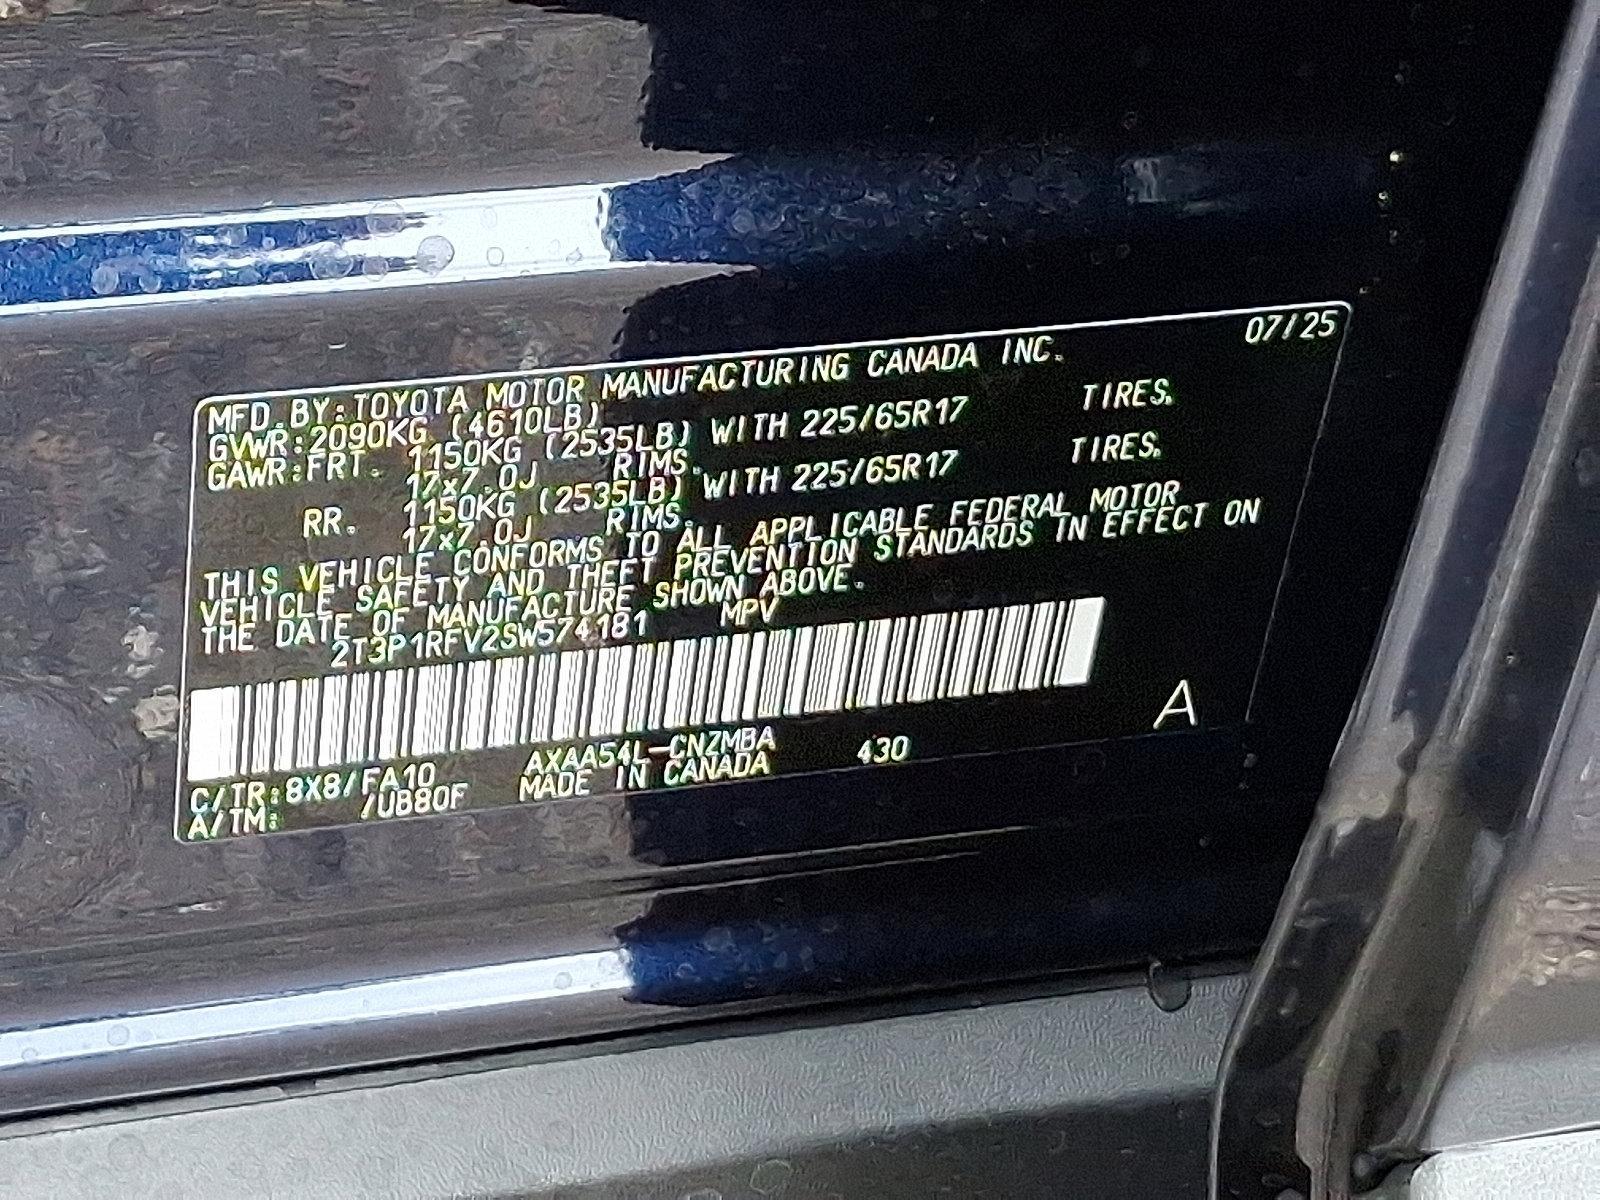 07/25
MFD.BY:TOYOTA MOTOR MANUFACTURING CANADA INC.
GVWR:2090KG (4610LB)
GAWR:FRT. 1150KG (2535LB) WITH 225/65R17 TIRES.
17x7.0J RIMS.
RR. 1150KG (2535LB) WITH 225/65R17 TIRES.
17x7.0J RIMS.
THIS VEHICLE CONFORMS TO ALL APPLICABLE FEDERAL MOTOR
VEHICLE SAFETY AND THEFT PREVENTION STANDARDS IN EFFECT ON
THE DATE OF MANUFACTURE SHOWN ABOVE.
2T3P1RFV2SW574181 MPV
A
C/TR:8X8/FA10 AXAA54L-CNZMBA 430
A/TM: /UB80F MADE IN CANADA